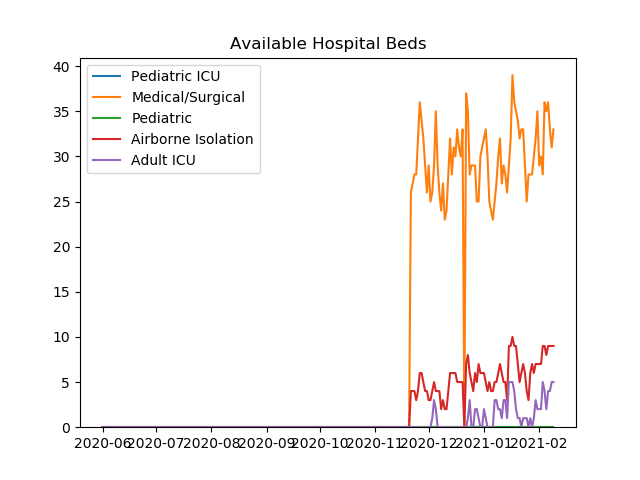 Available Hospital Beds
40
35
30
25
20
15
10
5
0
Pediatric ICU
Medical/Surgical
Pediatric
Airborne Isolation
Adult ICU
2020-06 2020-07 2020-08 2020-09 2020-10 2020-11 2020-12 2021-01 2021-02